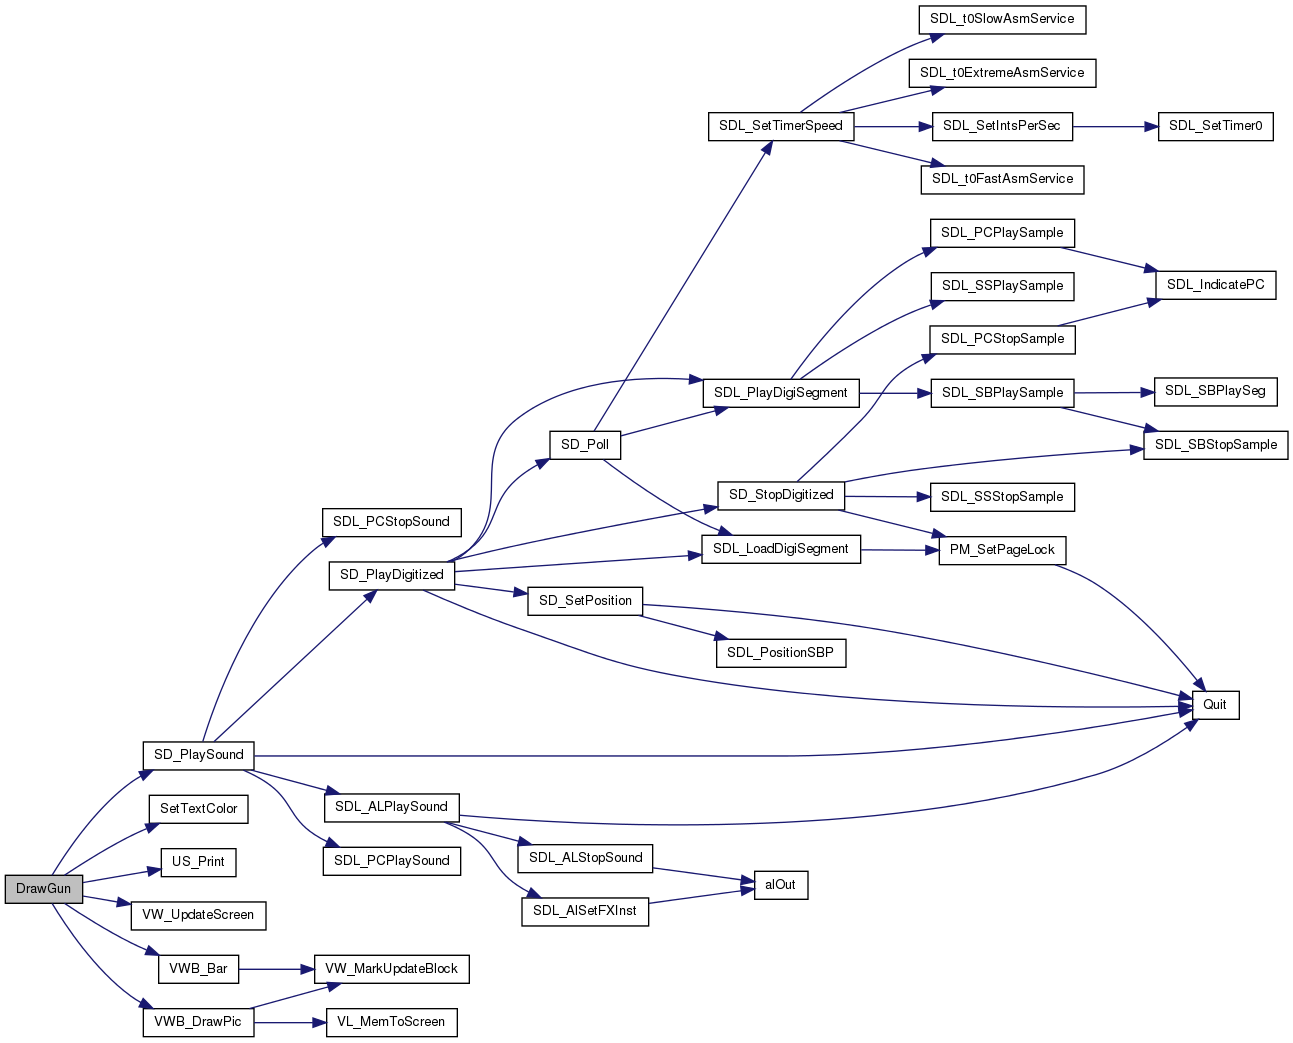 SDL_t0SlowAsmService
SDL_t0ExtremeAsmService
SDL_SetTimerSpeed
SDL_SetIntsPerSec
SDL_SetTimer0
SDL_t0FastAsmService
SDL_PCPlaySample
SDL_SSPlaySample
SDL_IndicatePC
SDL_PCStopSample
SDL_PlayDigiSegment
SDL_SBPlaySample
SDL_SBPlaySeg
SD_Poll
SDL_SBStopSample
SD_StopDigitized
SDL_SSStopSample
SDL_PCStopSound
SDL_LoadDigiSegment
PM_SetPageLock
SD_PlayDigitized
SD_SetPosition
SDL_PositionSBP
Quit
SD_PlaySound
SetTextColor
SDL_ALPlaySound
US_Print
SDL_PCPlaySound
SDL_ALStopSound
DrawGun
alOut
VW_UpdateScreen
SDL_AlSetFXInst
VWB_Bar
VW_MarkUpdateBlock
VWB_DrawPic
VL_MemToScreen